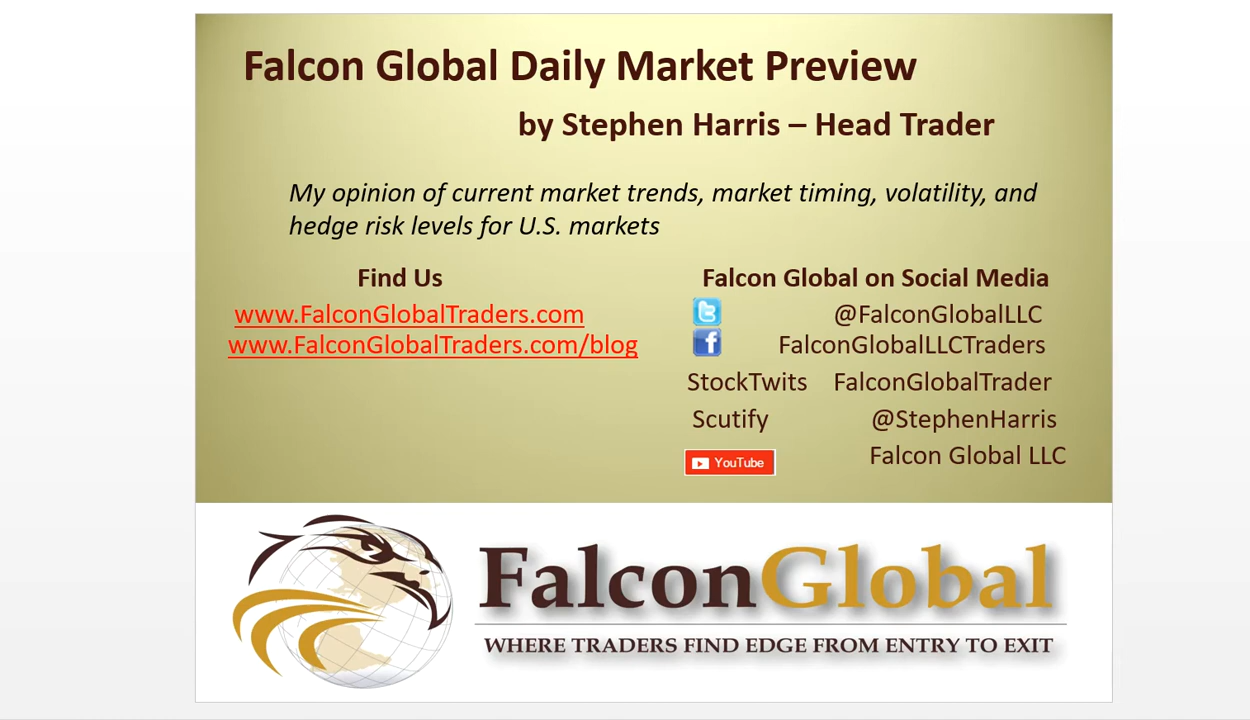 Falcon Global Daily Market Preview
by Stephen Harris – Head Trader
My opinion of current market trends, market timing, volatility, and
hedge risk levels for U.S. markets
Find Us
www.FalconGlobalTraders.com
www.FalconGlobalTraders.com/blog
Falcon Global on Social Media
@FalconGlobalLLC
FalconGlobalLLCTraders
StockTwits FalconGlobalTrader
Scutify @StephenHarris
YouTube Falcon Global LLC
FalconGlobal
WHERE TRADERS FIND EDGE FROM ENTRY TO EXIT